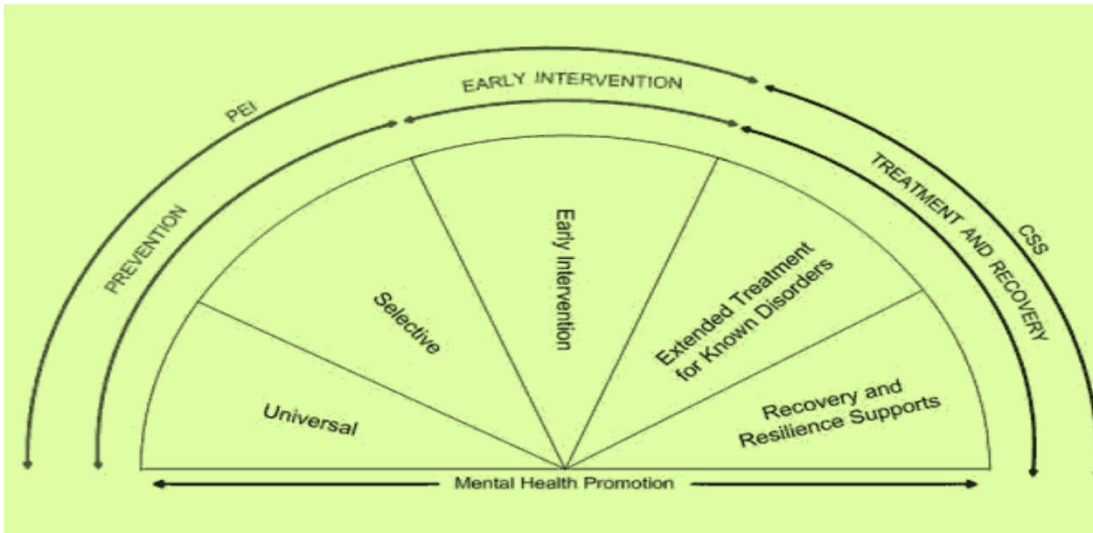 PEI
EARLY INTERVENTION
PREVENTION
TREATMENT AND RECOVERY
CSS
Universal
Selective
Early Intervention
Extended Treatment
for Known Disorders
Recovery and
Resilience Supports
Mental Health Promotion